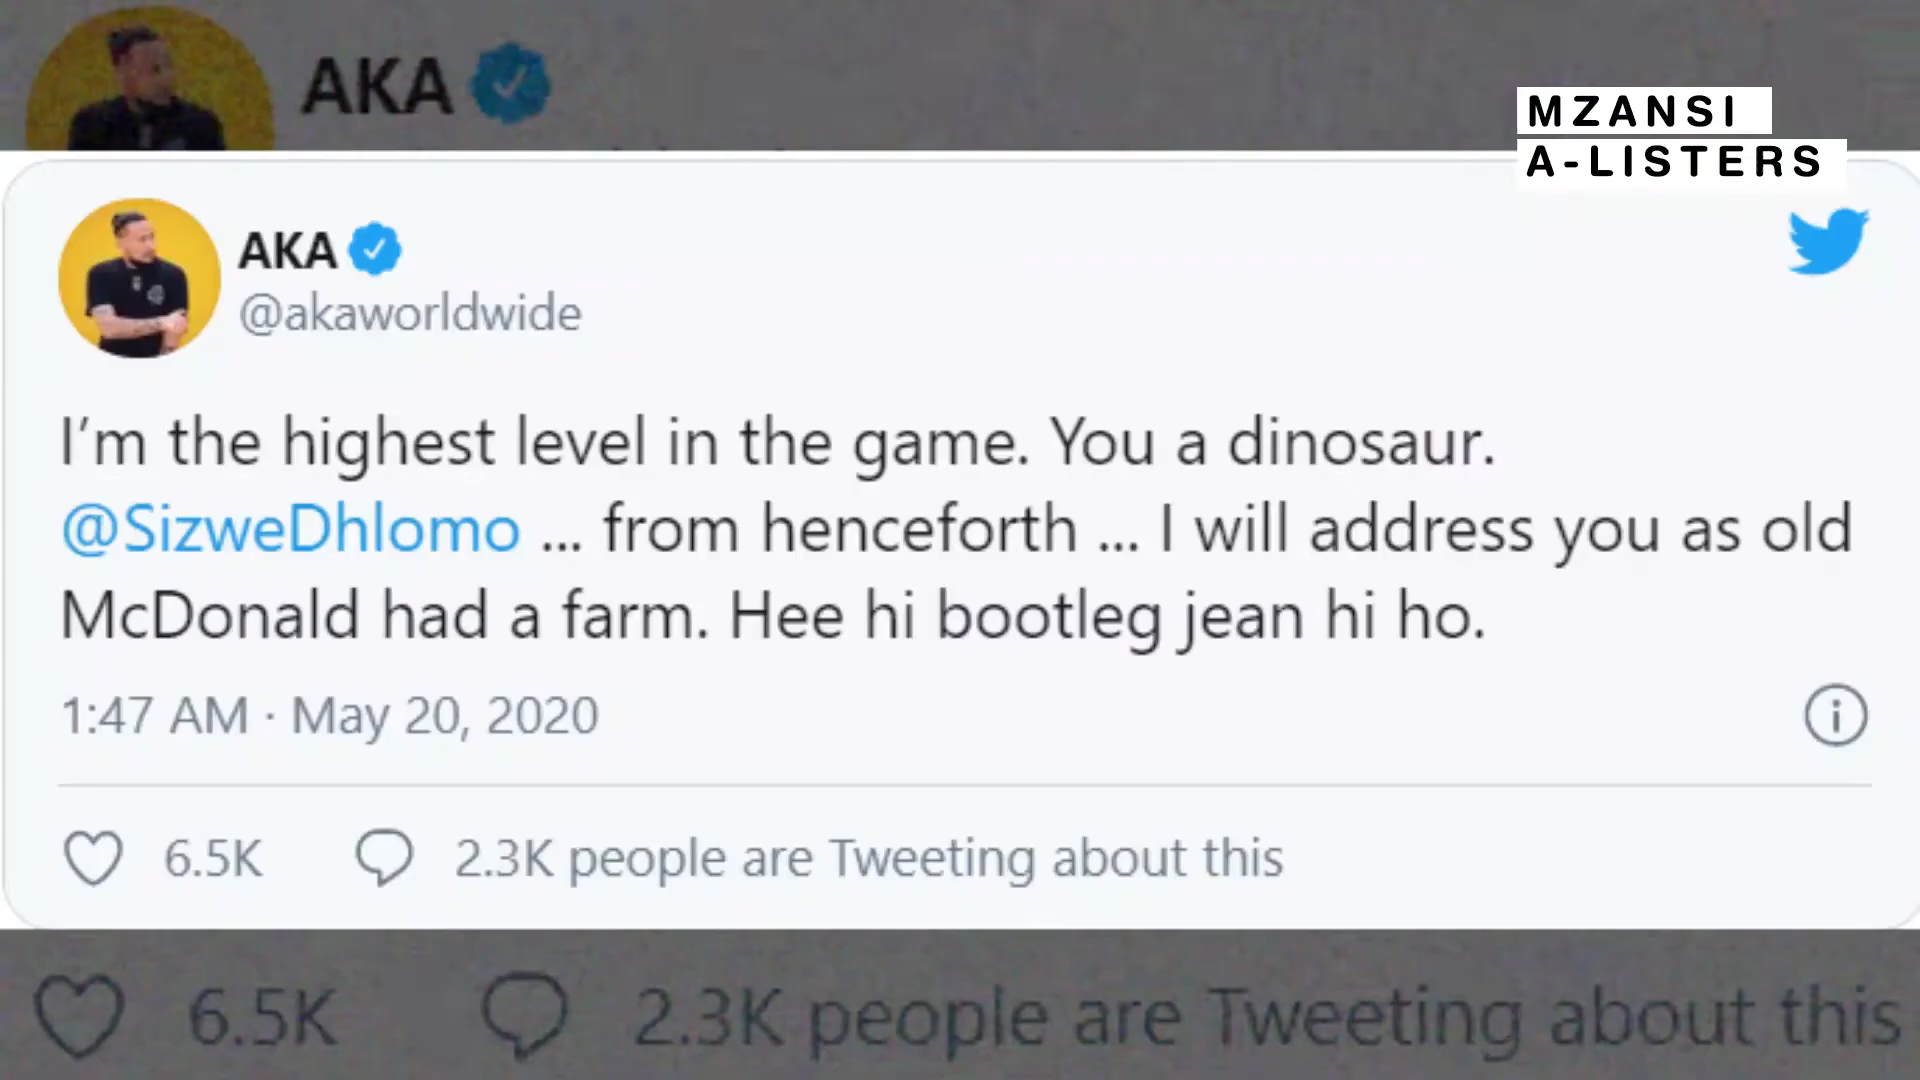 AKA
MZANSI
A-LISTERS
AKA
@akaworldwide
I'm the highest level in the game. You a dinosaur.
@SizweDhlomo ... from henceforth ... I will address you as old
McDonald had a farm. Hee hi bootleg jean hi ho.
1:47 AM · May 20, 2020
6.5K 2.3K people are Tweeting about this
6.5K 2.3K people are Tweeting about this